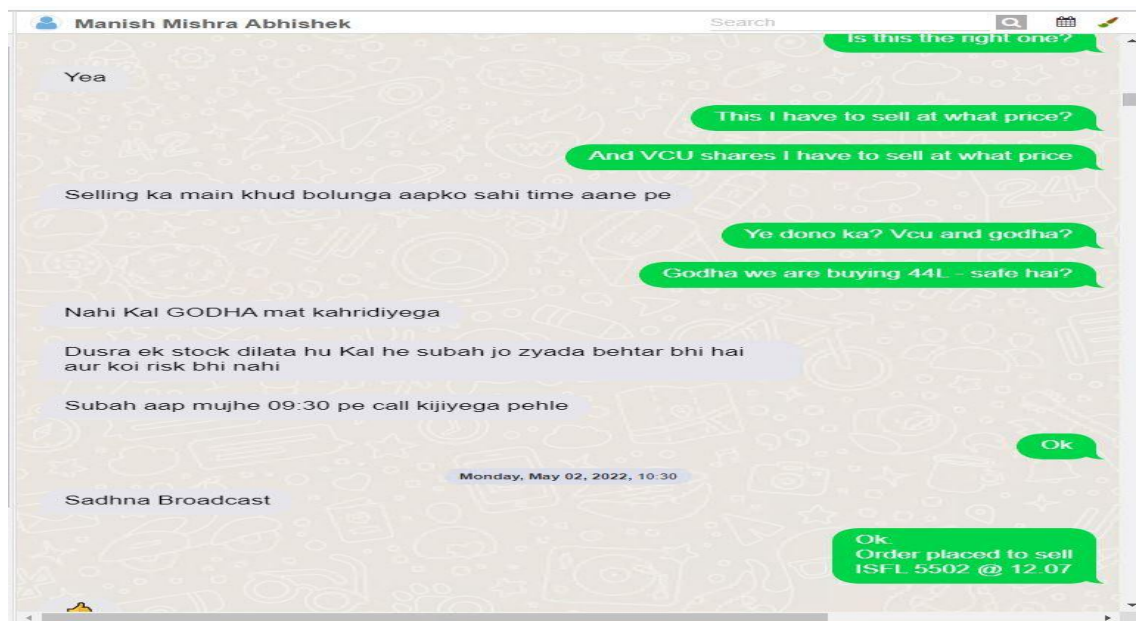 Manish Mishra Abhishek
Search
Is this the right one?
Yea
This I have to sell at what price?
And VCU shares I have to sell at what price
Selling ka main khud bolunga aapko sahi time aane pe
Ye dono ka? Vcu and godha?
Godha we are buying 44L - safe hai?
Nahi Kal GODHA mat kahridiyega
Dusra ek stock dilata hu Kal he subah jo zyada behtar bhi hai
aur koi risk bhi nahi
Subah aap mujhe 09:30 pe call kijiyega pehle
Ok
Monday, May 02, 2022, 10:30
Sadhna Broadcast
Ok.
Order placed to sell
ISFL 5502 @ 12.07